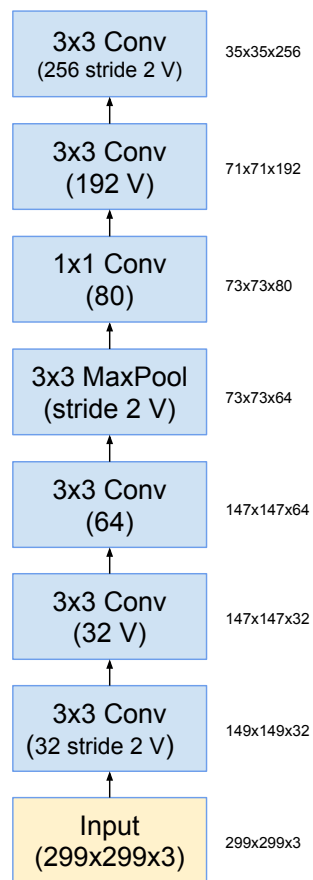 3x3 Conv
(256 stride 2 V)
35x35x256
3x3 Conv
(192 V)
71x71x192
1x1 Conv
(80)
73x73x80
3x3 MaxPool
(stride 2 V)
73x73x64
3x3 Conv
(64)
147x147x64
3x3 Conv
(32 V)
147x147x32
3x3 Conv
(32 stride 2 V)
149x149x32
Input
(299x299x3)
299x299x3